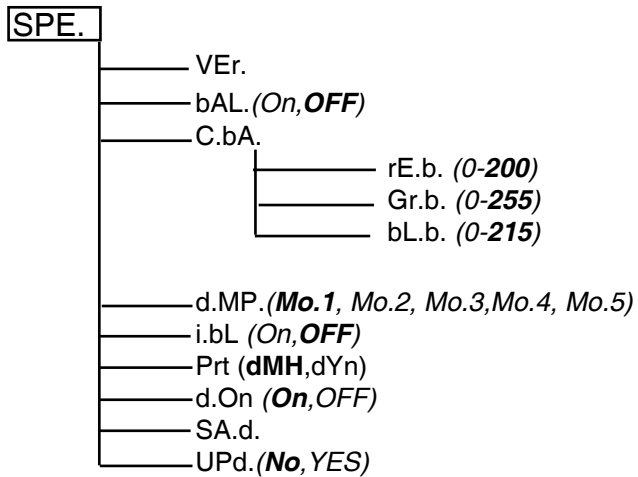 SPE.
VEr.
bAL.(On,OFF)
C.bA.
rE.b. (0-200)
Gr.b. (0-255)
bL.b. (0-215)
d.MP.(Mo.1, Mo.2, Mo.3,Mo.4, Mo.5)
i.bL (On,OFF)
Prt (dMH,dYn)
d.On (On,OFF)
SA.d.
UPd.(No,YES)